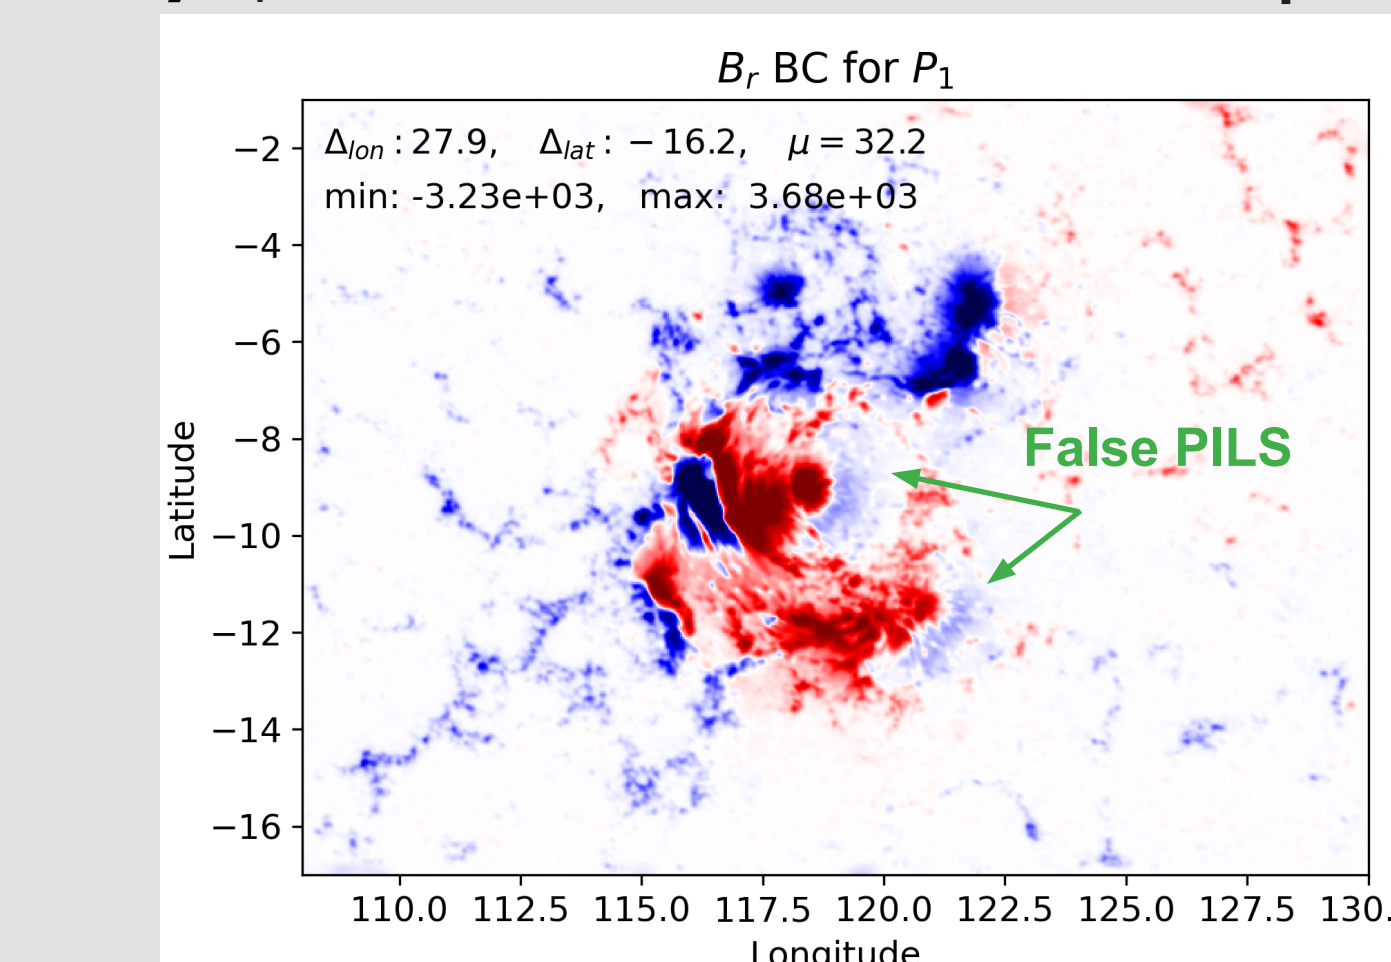 B_r BC for P_1
Δ_lon : 27.9, Δ_lat : −16.2, μ = 32.2
min: -3.23e+03, max: 3.68e+03
−2
−4
−6
−8
−10
−12
−14
−16
Latitude
False PILS
110.0 112.5 115.0 117.5 120.0 122.5 125.0 127.5 130.
Longitude